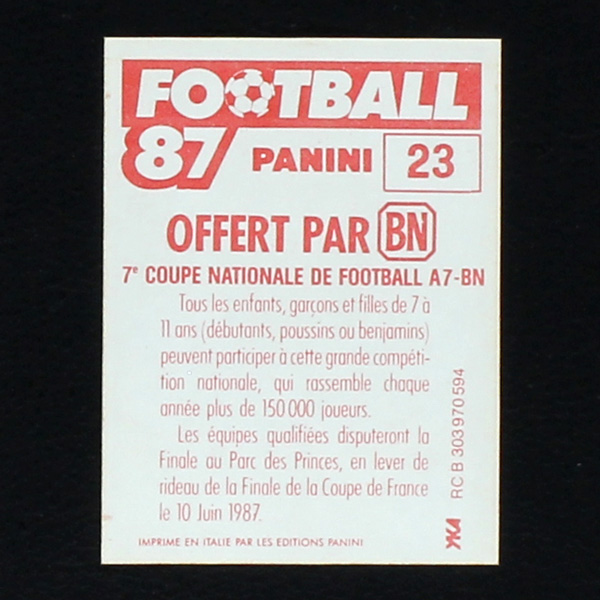 FOOTBALL
87 PANINI 23
OFFERT PAR BN
7e COUPE NATIONALE DE FOOTBALL A7-BN
Tous les enfants, garçons et filles de 7 à
11 ans (débutants, poussins ou benjamins)
peuvent participer à cette grande compéti-
tion nationale, qui rassemble chaque
année plus de 150 000 joueurs.
Les équipes qualifiées disputeront la
Finale au Parc des Princes, en lever de
rideau de la Finale de la Coupe de France
le 10 Juin 1987.
RC B 303 970 594
YKA
IMPRIME EN ITALIE PAR LES EDITIONS PANINI